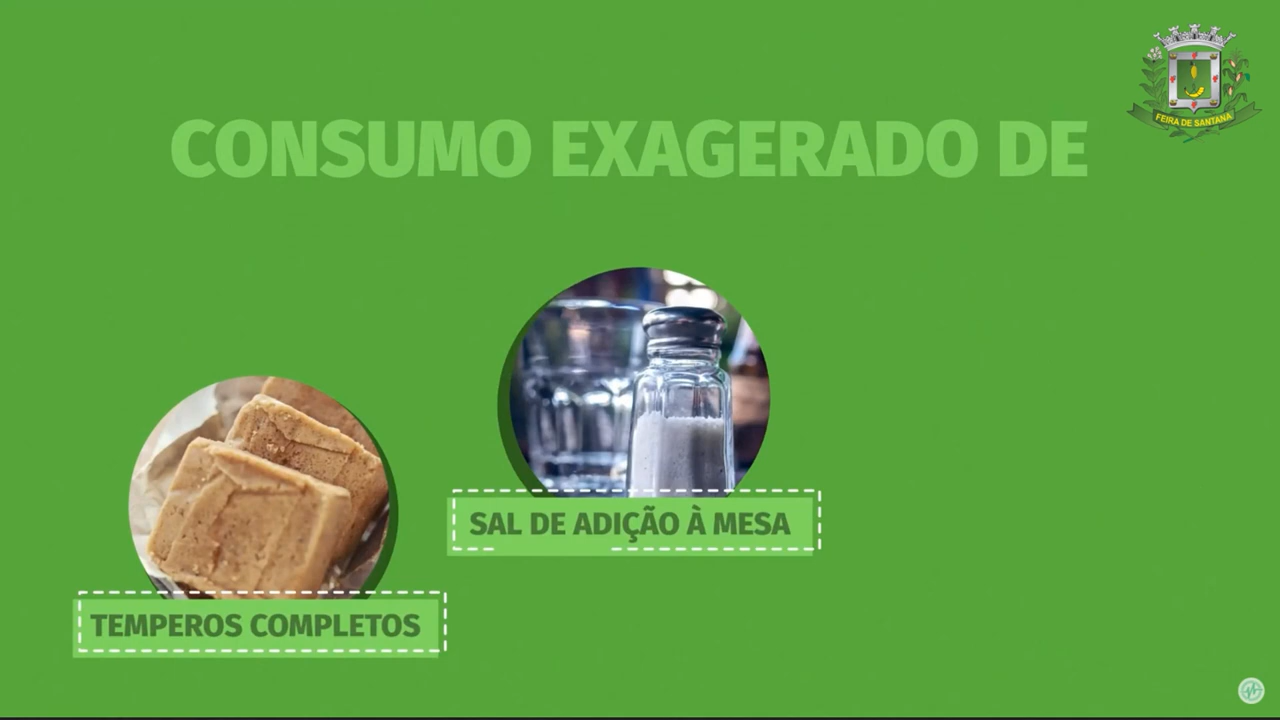 FEIRA DE SANTANA
CONSUMO EXAGERADO DE
SAL DE ADIÇÃO À MESA
TEMPEROS COMPLETOS